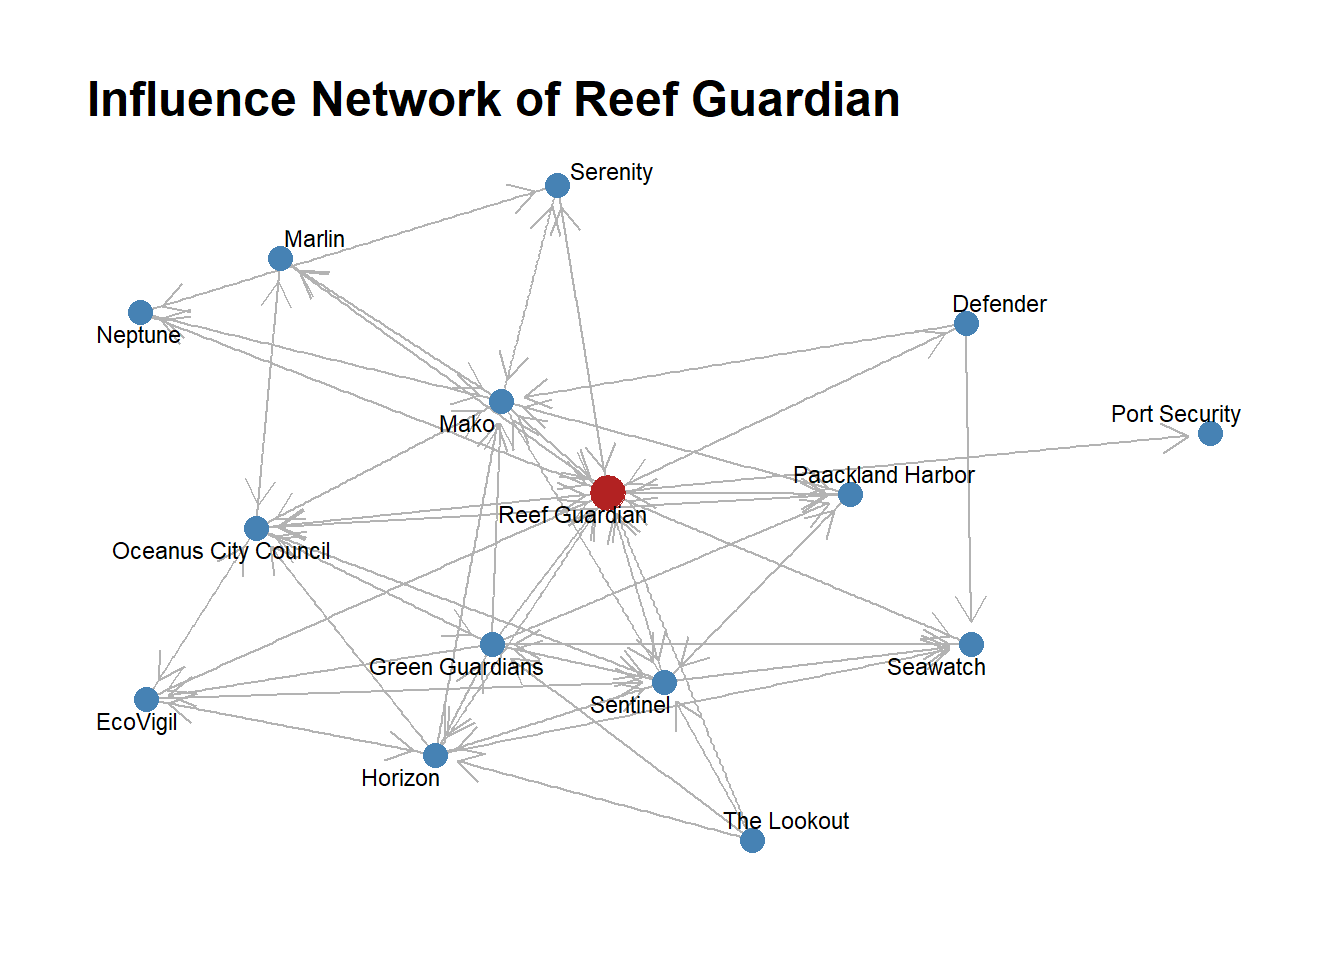 Influence Network of Reef Guardian
Serenity
Marlin
Defender
Neptune
Port Security
Mako
Paackland Harbor
Reef Guardian
Oceanus City Council
Green Guardians
Seawatch
Sentinel
EcoVigil
Horizon
The Lookout